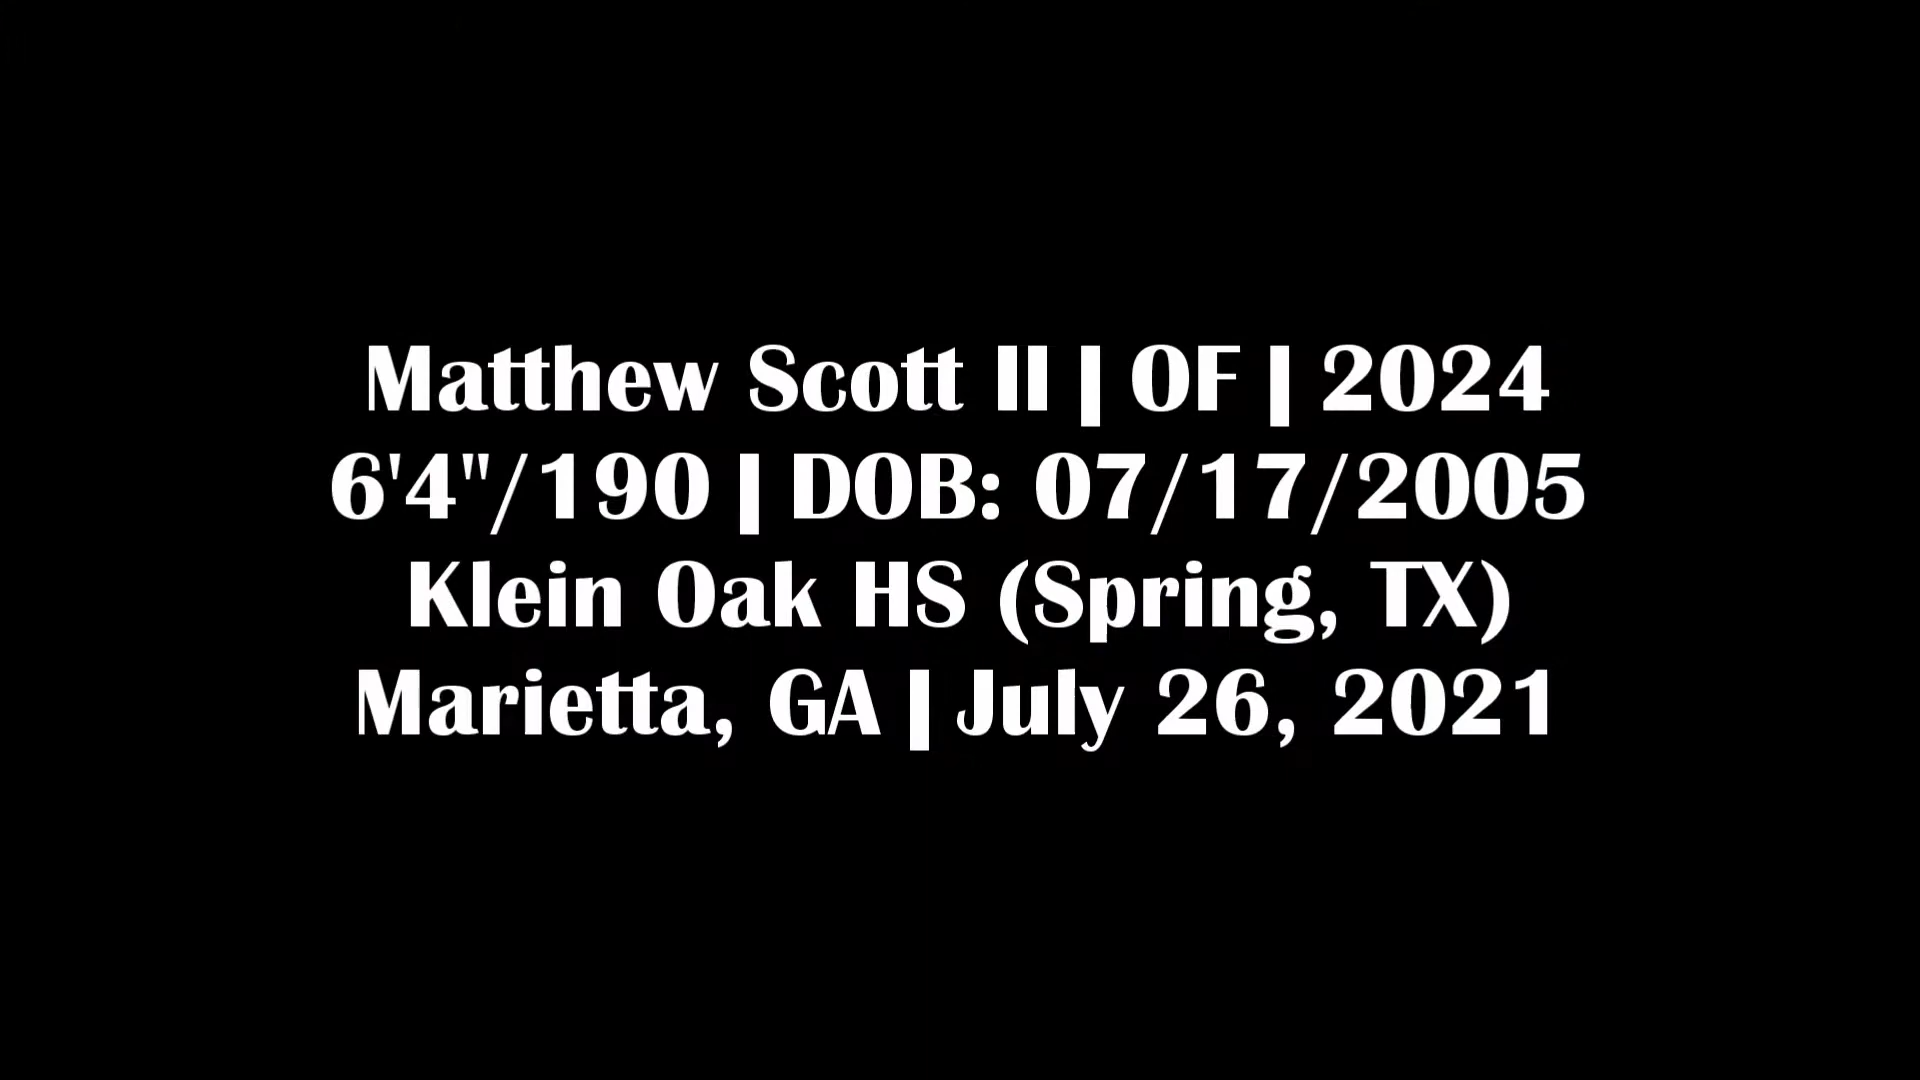 Matthew Scott II | OF | 2024
6'4"/190 | DOB: 07/17/2005
Klein Oak HS (Spring, TX)
Marietta, GA | July 26, 2021